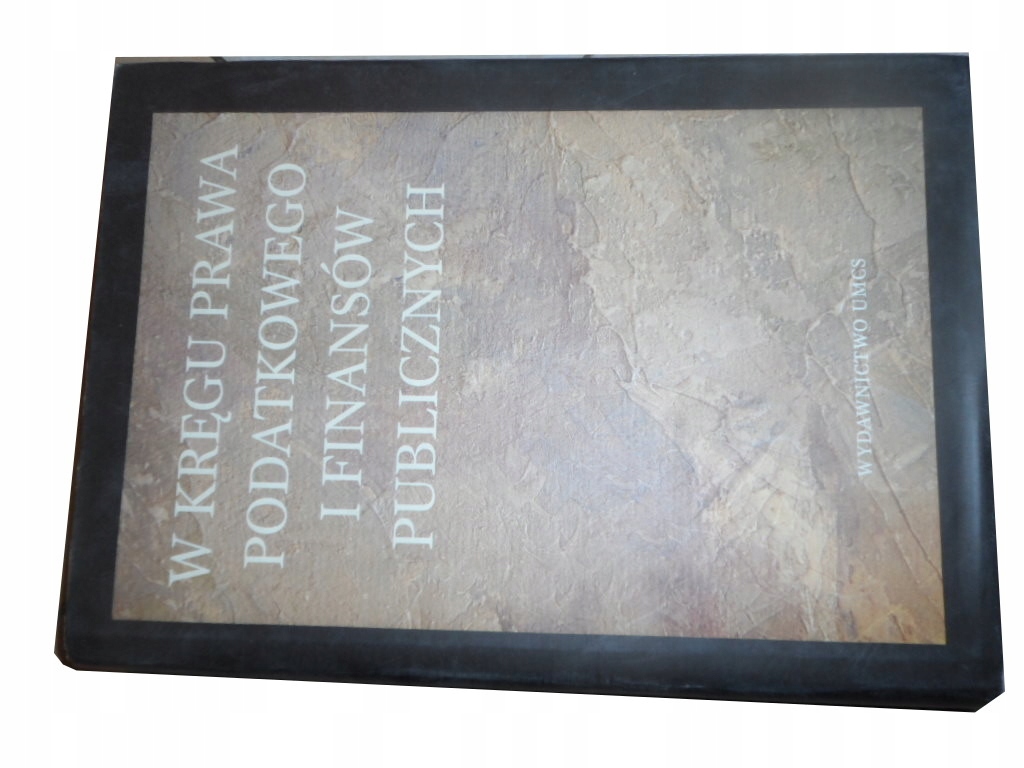 W KRĘGU PRAWA
PODATKOWEGO
I FINANSÓW
PUBLICZNYCH
WYDAWNICTWO UMCS